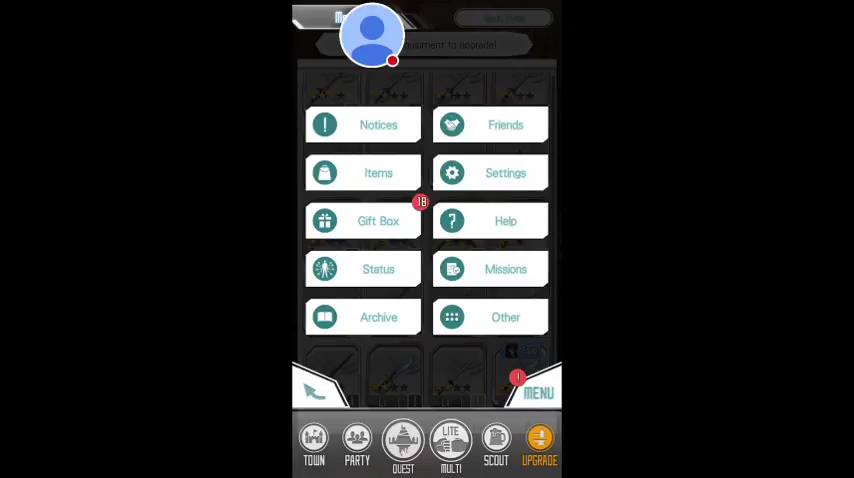 equipment to upgrade!
Notices
Friends
Items
Settings
18
Gift Box
Help
Status
Missions
Archive
Other
!
MENU
LITE
TOWN
PARTY
QUEST
MULTI
SCOUT
UPGRADE